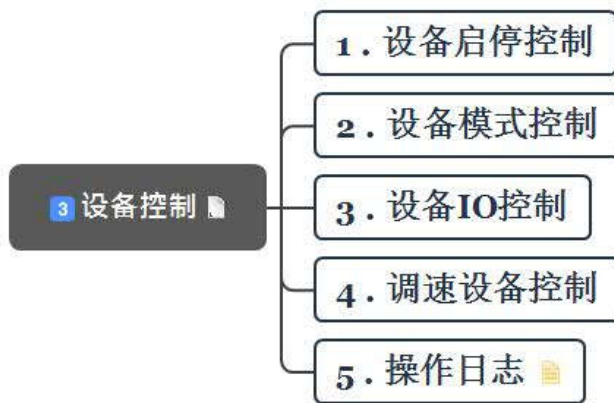 3 设备控制
1 . 设备启停控制
2 . 设备模式控制
3 . 设备IO控制
4 . 调速设备控制
5 . 操作日志